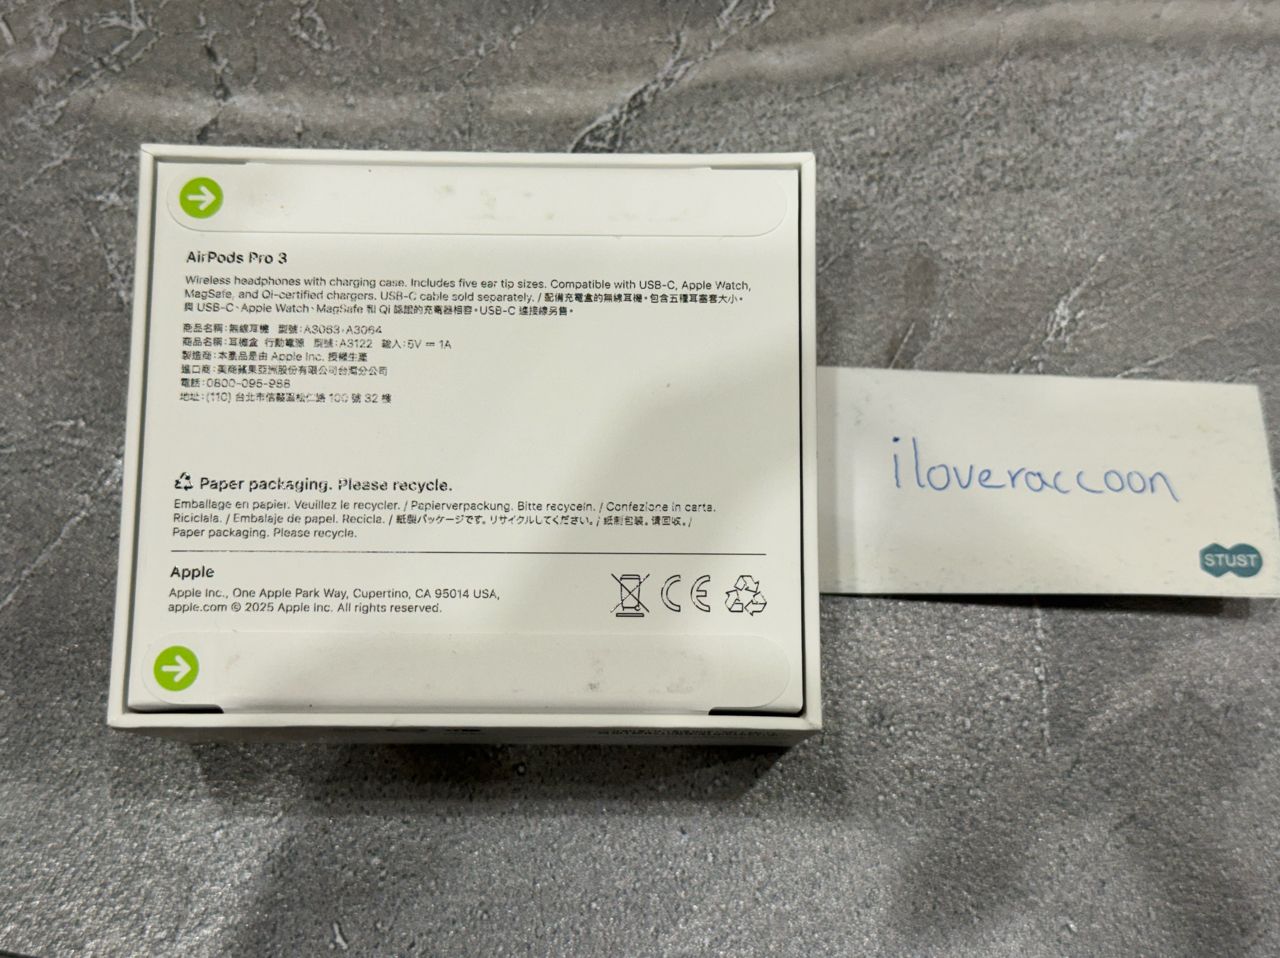 AirPods Pro 3
Wireless headphones with charging case. Includes five ear tip sizes. Compatible with USB-C, Apple Watch,
MagSafe, and Qi-certified chargers. USB-C cable sold separately. / 配備充電盒的無線耳機。包含五種耳塞套大小。
與 USB-C、Apple Watch、MagSafe 和 Qi 認證的充電器相容。USB-C 連接線另售。
商品名稱：無線耳機 型號：A3063、A3064
商品名稱：耳機盒 行動電源 型號：A3122 輸入：5V ⎓ 1A
製造商：本產品是由 Apple Inc. 授權生產
進口商：美商蘋果亞洲股份有限公司台灣分公司
電話：0800-095-988
地址：(110) 台北市信義區松仁路 100 號 32 樓
Paper packaging. Please recycle.
Emballage en papier. Veuillez le recycler. / Papierverpackung. Bitte recyceln. / Confezione in carta.
Riciclala. / Embalaje de papel. Recicla. / 紙製パッケージです。リサイクルしてください。/ 纸制包装。请回收。/
Paper packaging. Please recycle.
Apple
Apple Inc., One Apple Park Way, Cupertino, CA 95014 USA,
apple.com © 2025 Apple Inc. All rights reserved.
CE
iloveraccoon
STUST